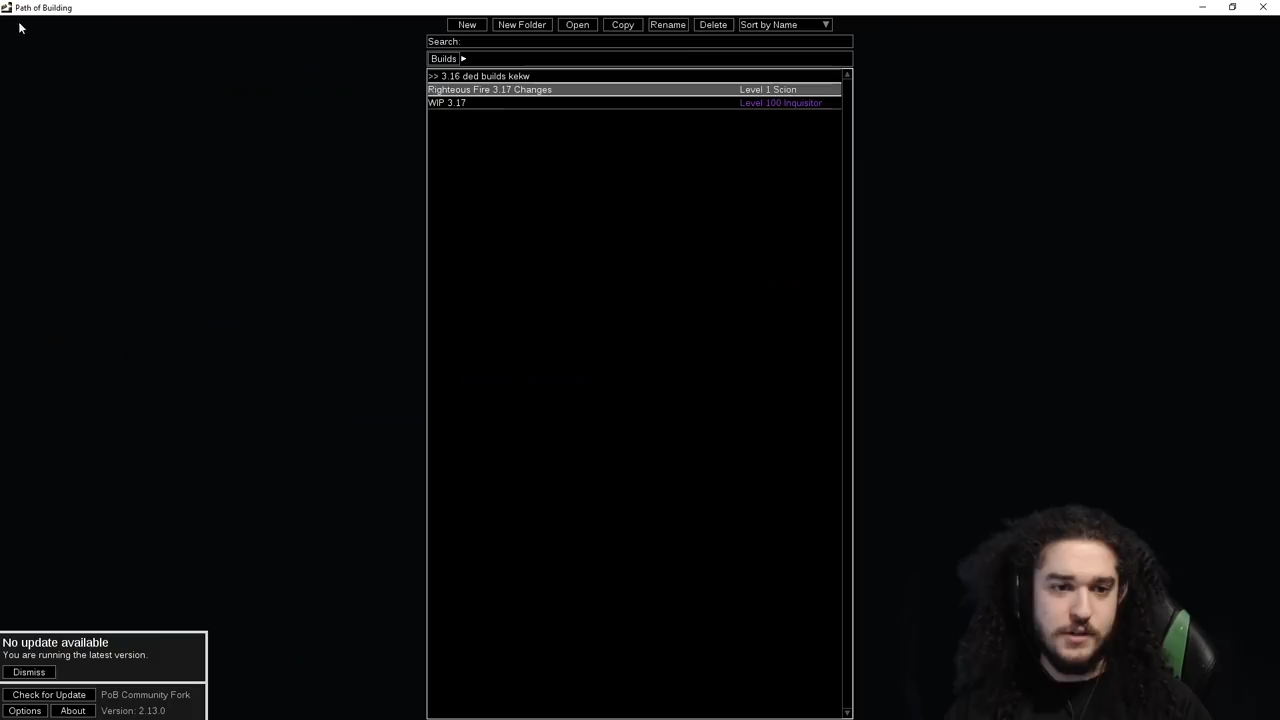 Path of Building
New New Folder Open Copy Rename Delete Sort by Name
Search:
Builds
>> 3.16 ded builds kekw
Righteous Fire 3.17 Changes Level 1 Scion
WIP 3.17 Level 100 Inquisitor
No update available
You are running the latest version.
Dismiss
Check for Update PoB Community Fork
Options About Version: 2.13.0